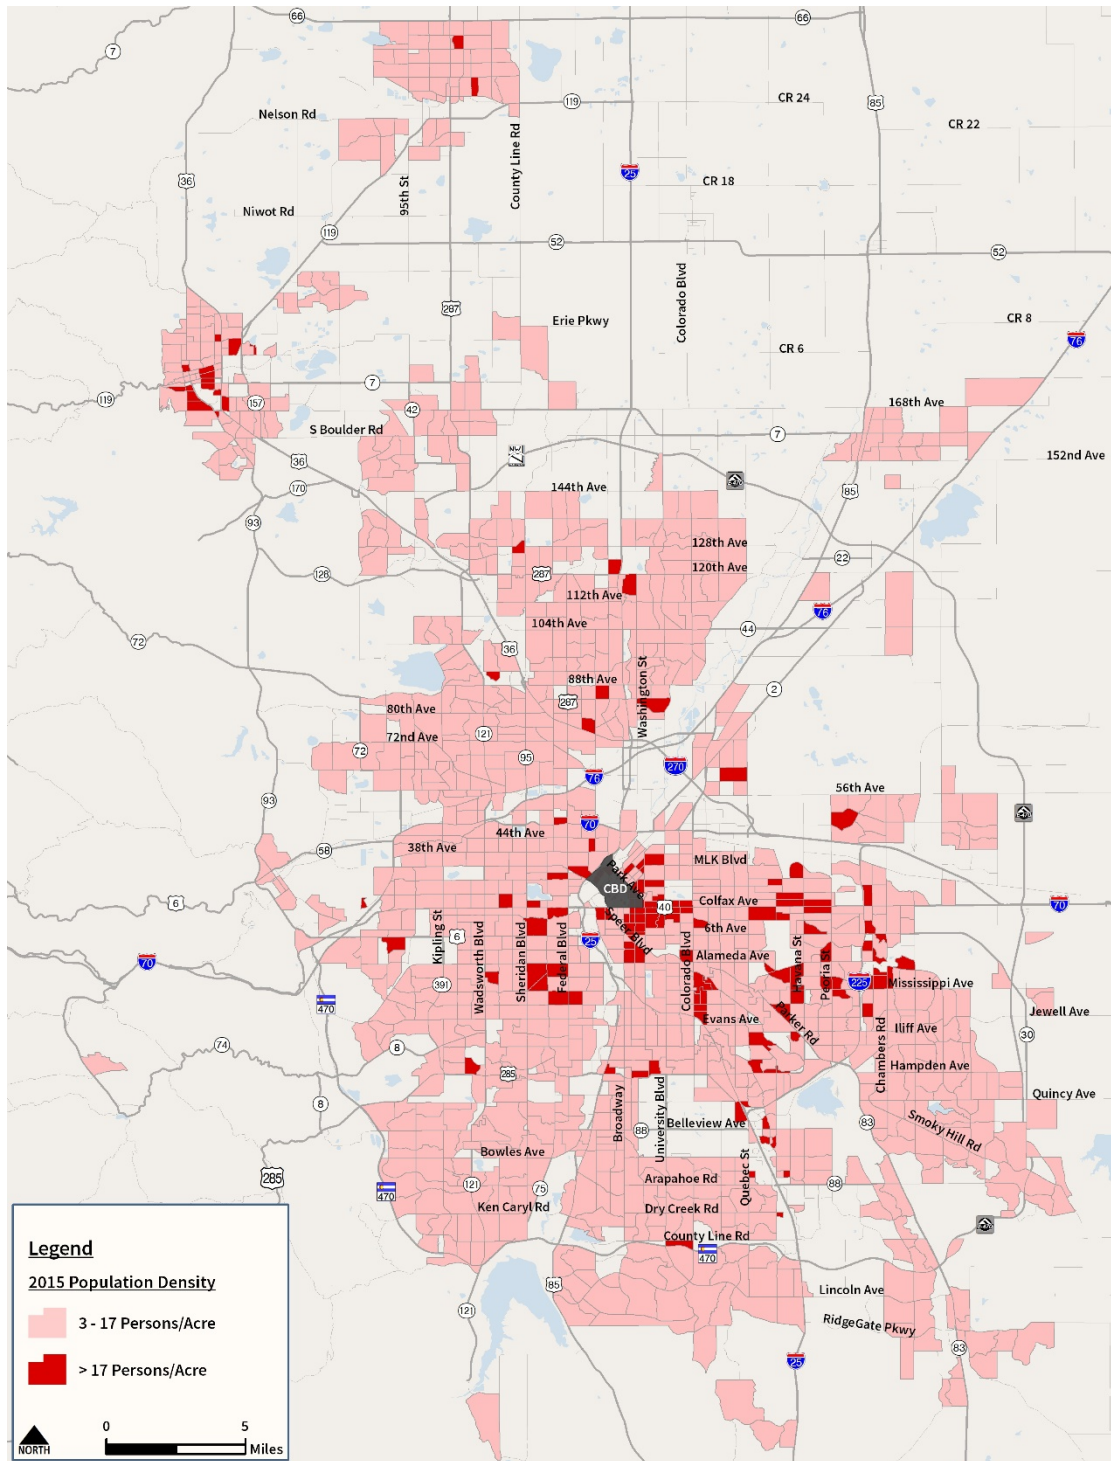 66
66
7
119
CR 24
85
Nelson Rd
CR 22
County Line Rd
25
36
95th St
CR 18
Niwot Rd
119
52
52
Colorado Blvd
287
Erie Pkwy
CR 8
76
CR 6
7
119
157
42
168th Ave
S Boulder Rd
7
36
152nd Ave
170
144th Ave
85
93
128th Ave
22
126
287
120th Ave
112th Ave
76
104th Ave
44
72
36
Washington St
88th Ave
2
287
80th Ave
121
72nd Ave
72
95
270
76
56th Ave
93
70
44th Ave
58
38th Ave
MLK Blvd
Park Ave
CBD
6
40
Colfax Ave
70
Kipling St
Speer Blvd
6th Ave
6
25
Wadsworth Blvd
Sheridan Blvd
Federal Blvd
Colorado Blvd
Alameda Ave
Havana St
Peoria St
70
391
225
Mississippi Ave
470
Jewell Ave
Evans Ave
Parker Rd
Iliff Ave
30
74
8
Chambers Rd
Hampden Ave
285
Quincy Ave
8
Broadway
University Blvd
88
Belleview Ave
83
Smoky Hill Rd
Bowles Ave
285
Quebec St
Arapahoe Rd
88
470
121
75
Ken Caryl Rd
Dry Creek Rd
County Line Rd
470
85
Lincoln Ave
121
RidgeGate Pkwy
83
25
Legend
2015 Population Density
3 - 17 Persons/Acre
> 17 Persons/Acre
0
5
NORTH
Miles